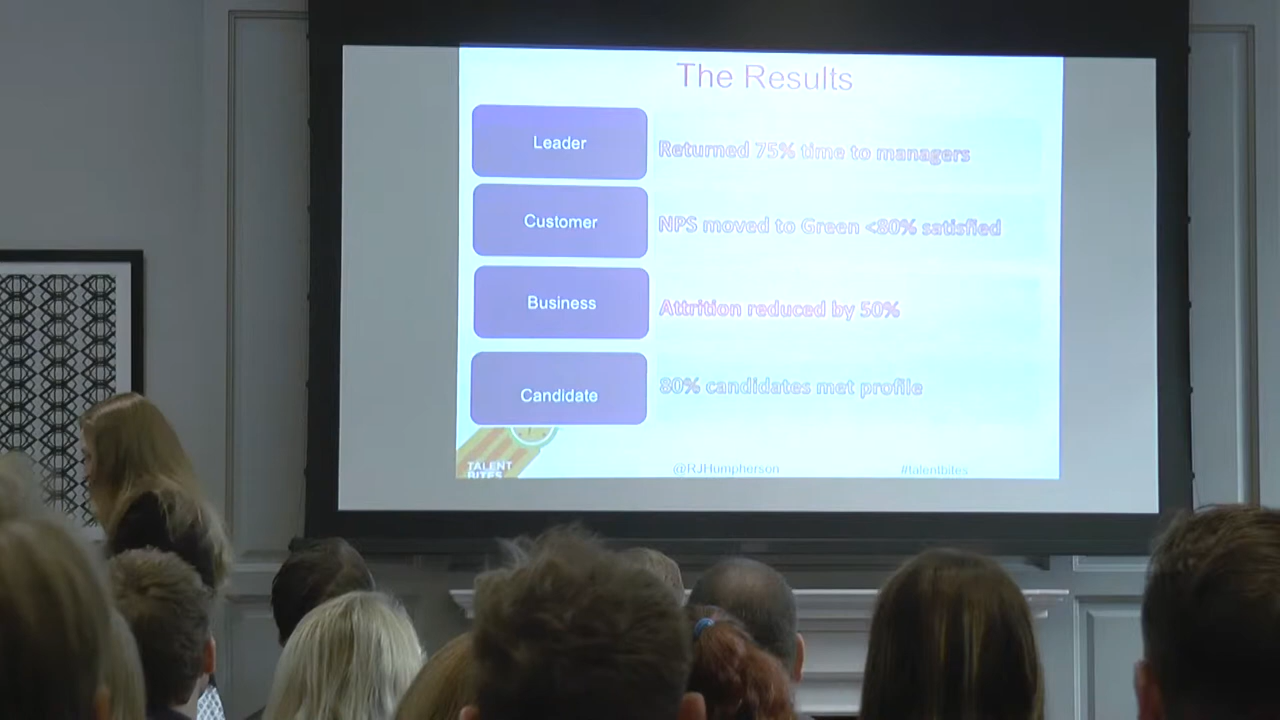 The Results
Leader
Returned 75% time to managers
Customer
NPS moved to Green <80% satisfied
Business
Attrition reduced by 50%
Candidate
80% candidates met profile
TALENT
BITES
@RJHumpherson
#talentbites